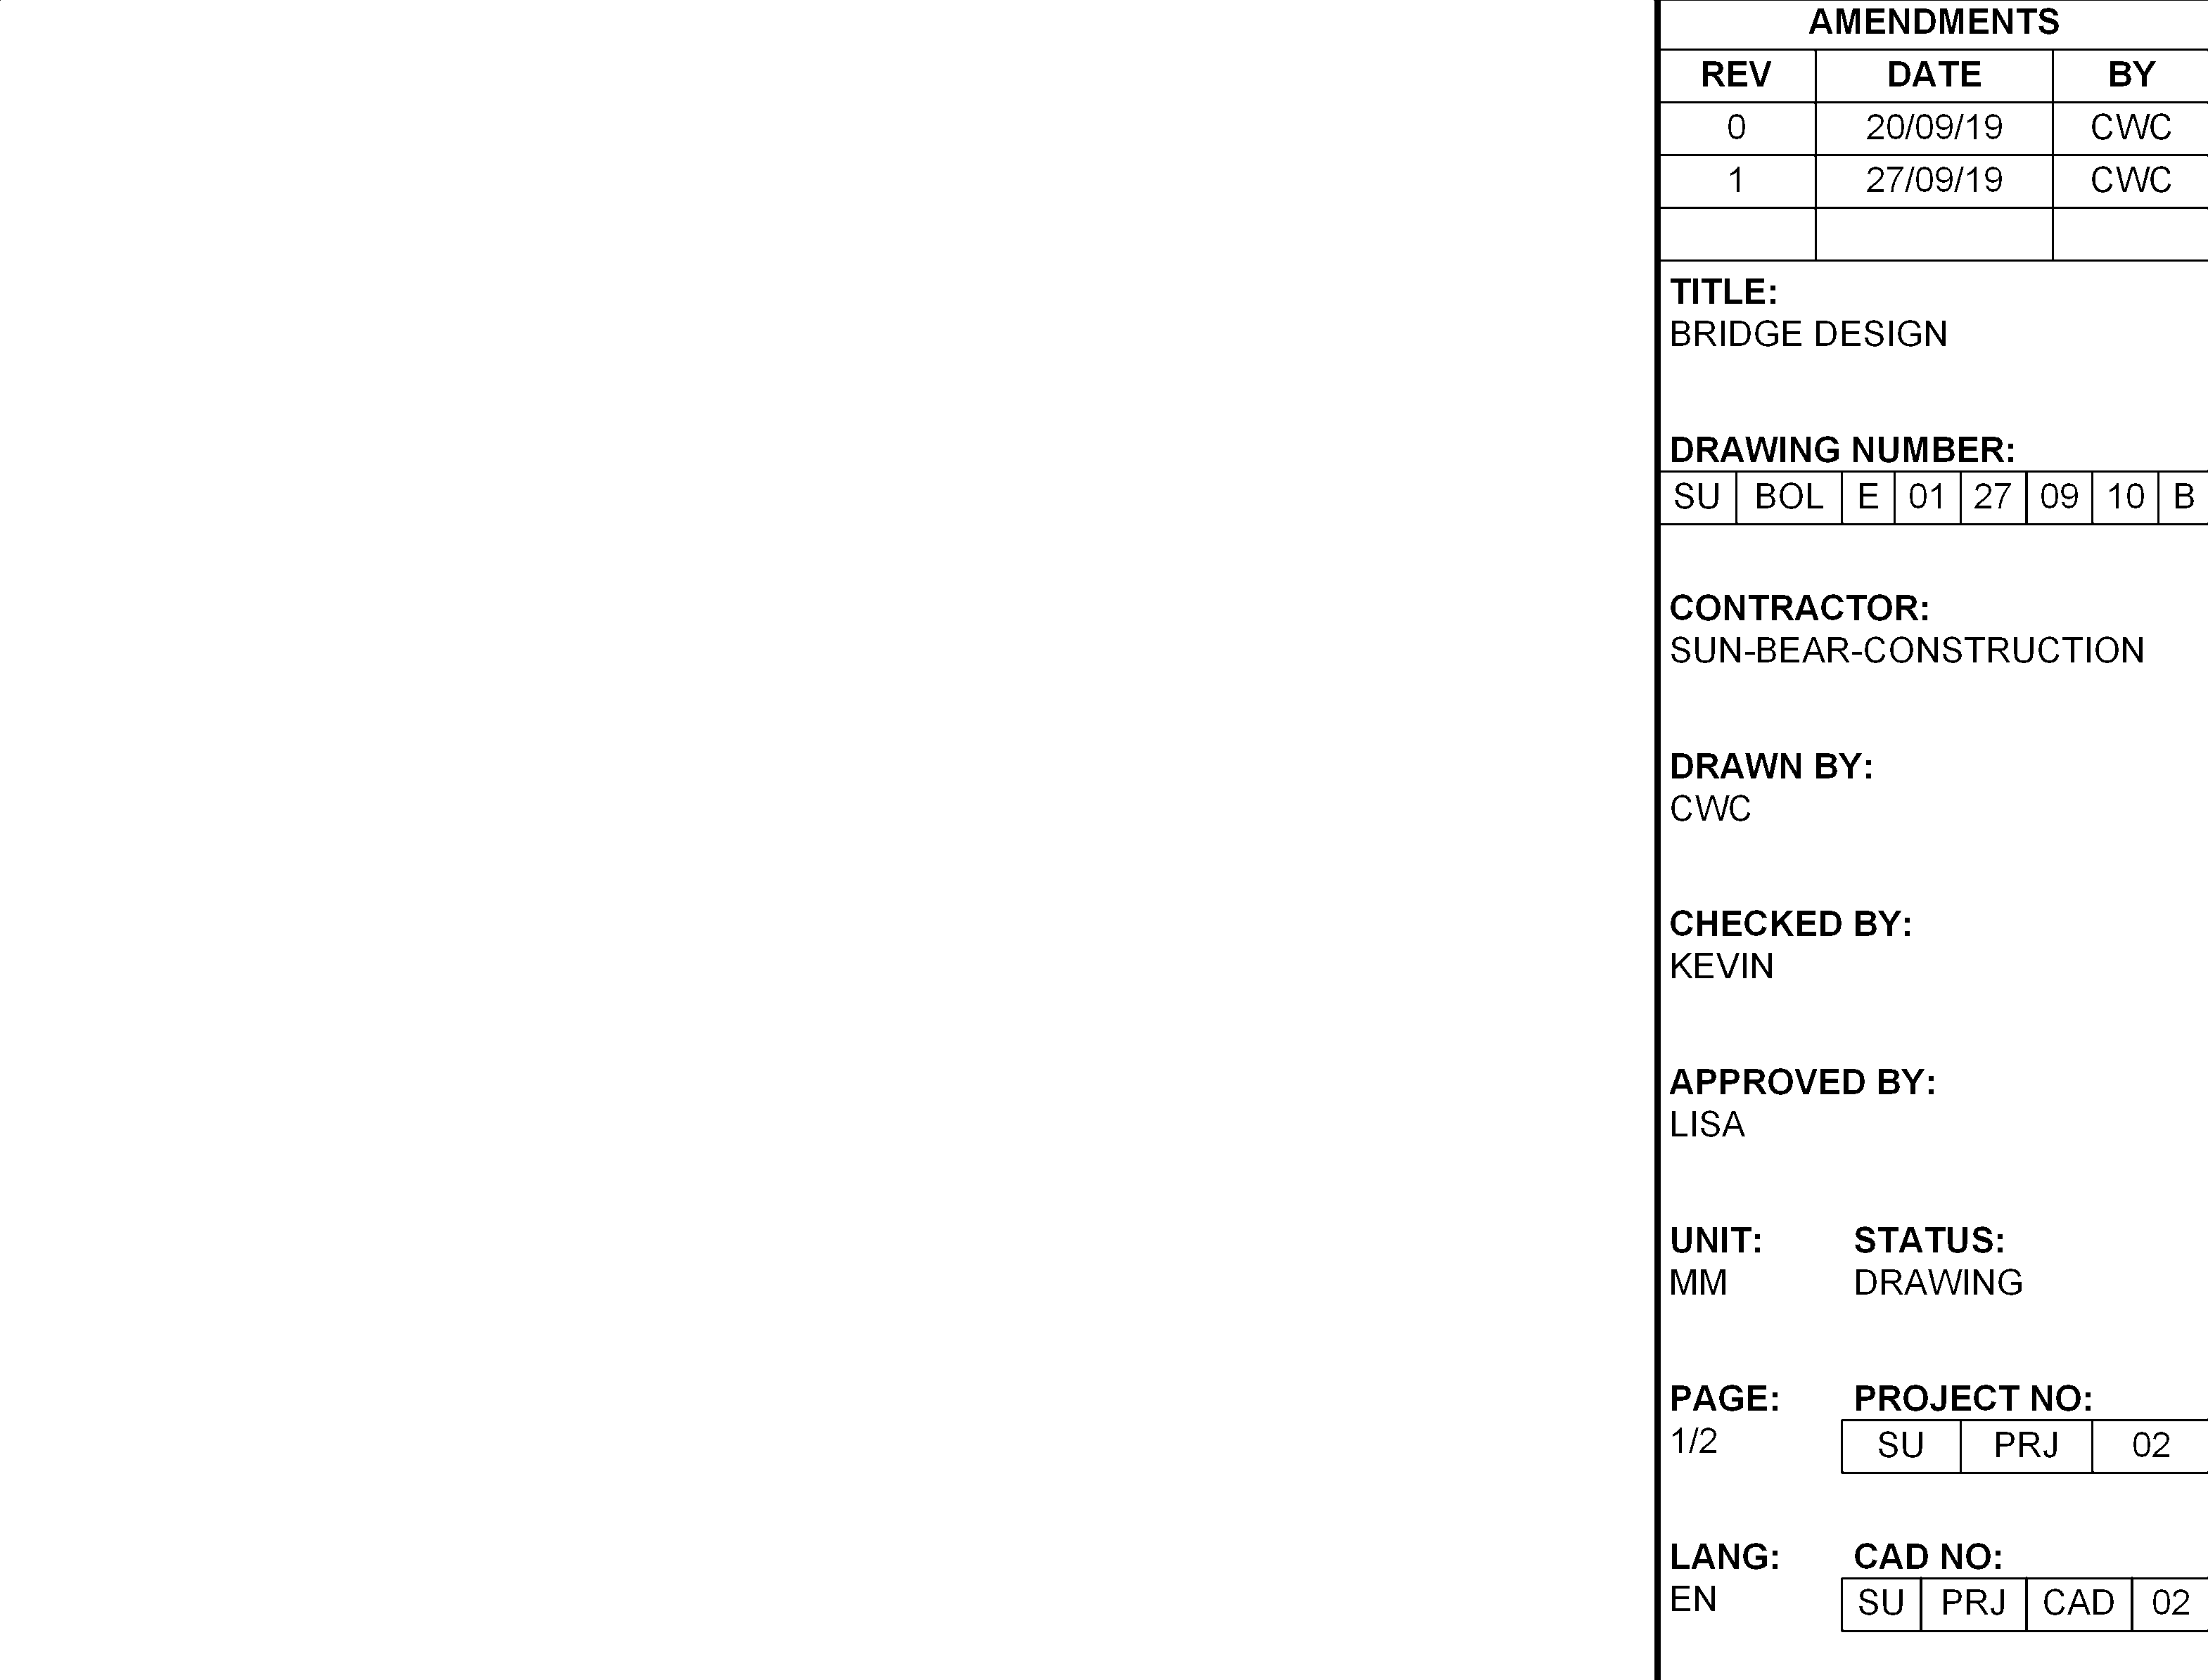 AMENDMENTS
REV DATE BY
0 20/09/19 CWC
1 27/09/19 CWC
TITLE:
BRIDGE DESIGN
DRAWING NUMBER:
SU BOL E 01 27 09 10 B
CONTRACTOR:
SUN-BEAR-CONSTRUCTION
DRAWN BY:
CWC
CHECKED BY:
KEVIN
APPROVED BY:
LISA
UNIT: STATUS:
MM DRAWING
PAGE: PROJECT NO:
1/2 SU PRJ 02
LANG: CAD NO:
EN SU PRJ CAD 02